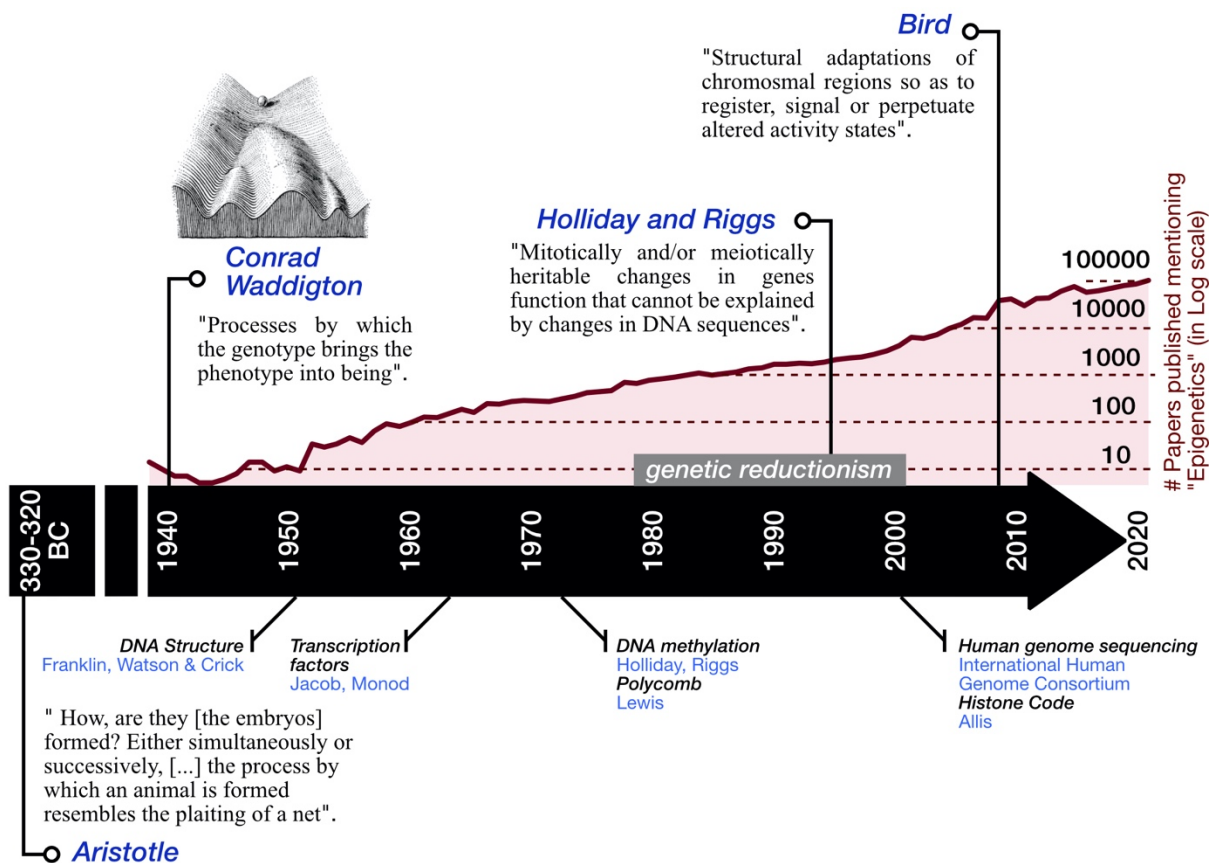 Bird
"Structural adaptations of
chromosmal regions so as to
register, signal or perpetuate
altered activity states".
Conrad
Waddigton
"Processes by which
the genotype brings the
phenotype into being".
Holliday and Riggs
"Mitotically and/or meiotically
heritable changes in genes
function that cannot be explained
by changes in DNA sequences".
100000
10000
1000
100
10
# Papers published mentioning
"Epigenetics" (in Log scale)
genetic reductionism
330-320
BC
1940
1950
1960
1970
1980
1990
2000
2010
2020
DNA Structure
Franklin, Watson & Crick
Transcription
factors
Jacob, Monod
DNA methylation
Holliday, Riggs
Polycomb
Lewis
Human genome sequencing
International Human
Genome Consortium
Histone Code
Allis
" How, are they [the embryos]
formed? Either simultaneously or
successively, [...] the process by
which an animal is formed
resembles the plaiting of a net".
Aristotle